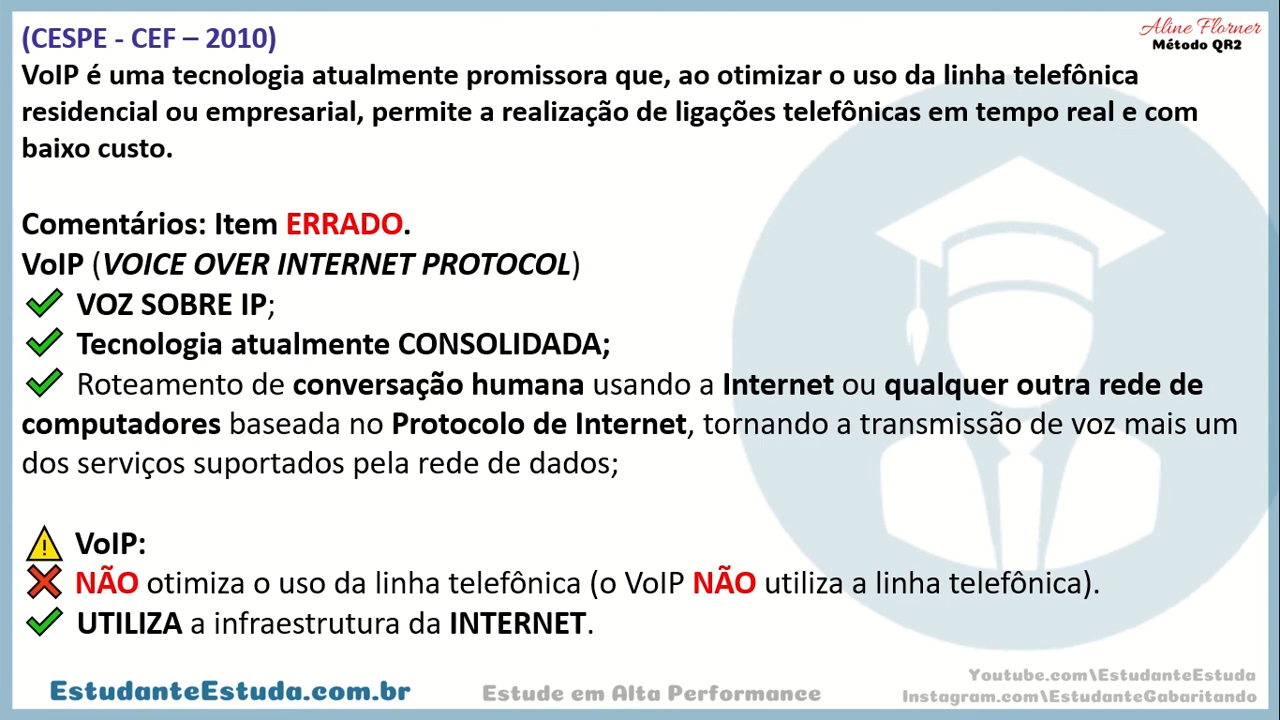 (CESPE - CEF – 2010)
Aline Florner
Método QR2
VoIP é uma tecnologia atualmente promissora que, ao otimizar o uso da linha telefônica
residencial ou empresarial, permite a realização de ligações telefônicas em tempo real e com
baixo custo.
Comentários: Item ERRADO.
VoIP (VOICE OVER INTERNET PROTOCOL)
VOZ SOBRE IP;
Tecnologia atualmente CONSOLIDADA;
Roteamento de conversação humana usando a Internet ou qualquer outra rede de
computadores baseada no Protocolo de Internet, tornando a transmissão de voz mais um
dos serviços suportados pela rede de dados;
VoIP:
NÃO otimiza o uso da linha telefônica (o VoIP NÃO utiliza a linha telefônica).
UTILIZA a infraestrutura da INTERNET.
EstudanteEstuda.com.br
Estude em Alta Performance
Youtube.com\EstudanteEstuda
Instagram.com\EstudanteGabaritando